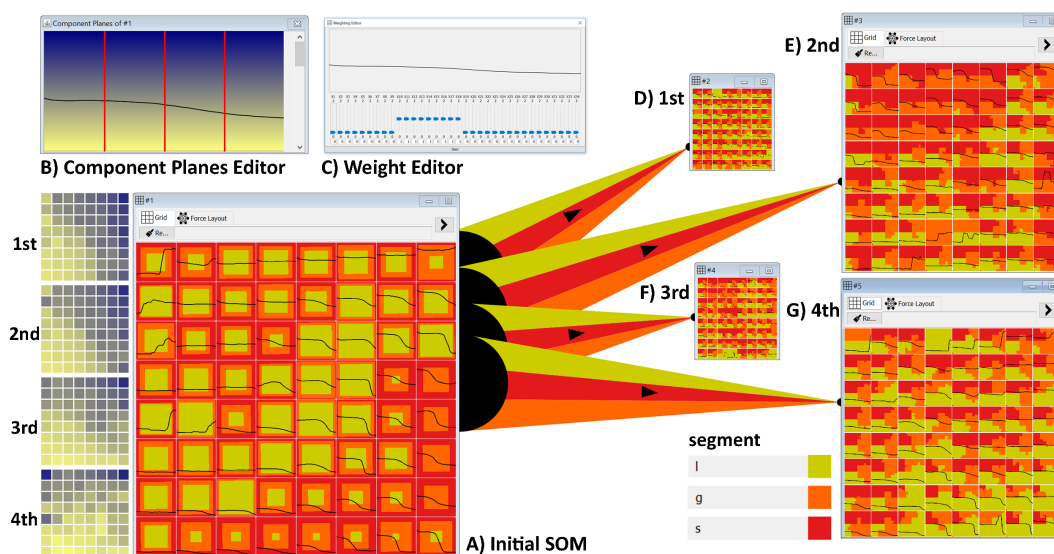 Component Planes of #1
Weighting Editor
Start
B) Component Planes Editor
C) Weight Editor
D) 1st
#2
E) 2nd
#3
Grid
Force Layout
Re...
1st
2nd
3rd
4th
#1
Grid
Force Layout
Re...
F) 3rd
#4
G) 4th
#5
Grid
Force Layout
Re...
segment
l
g
s
A) Initial SOM